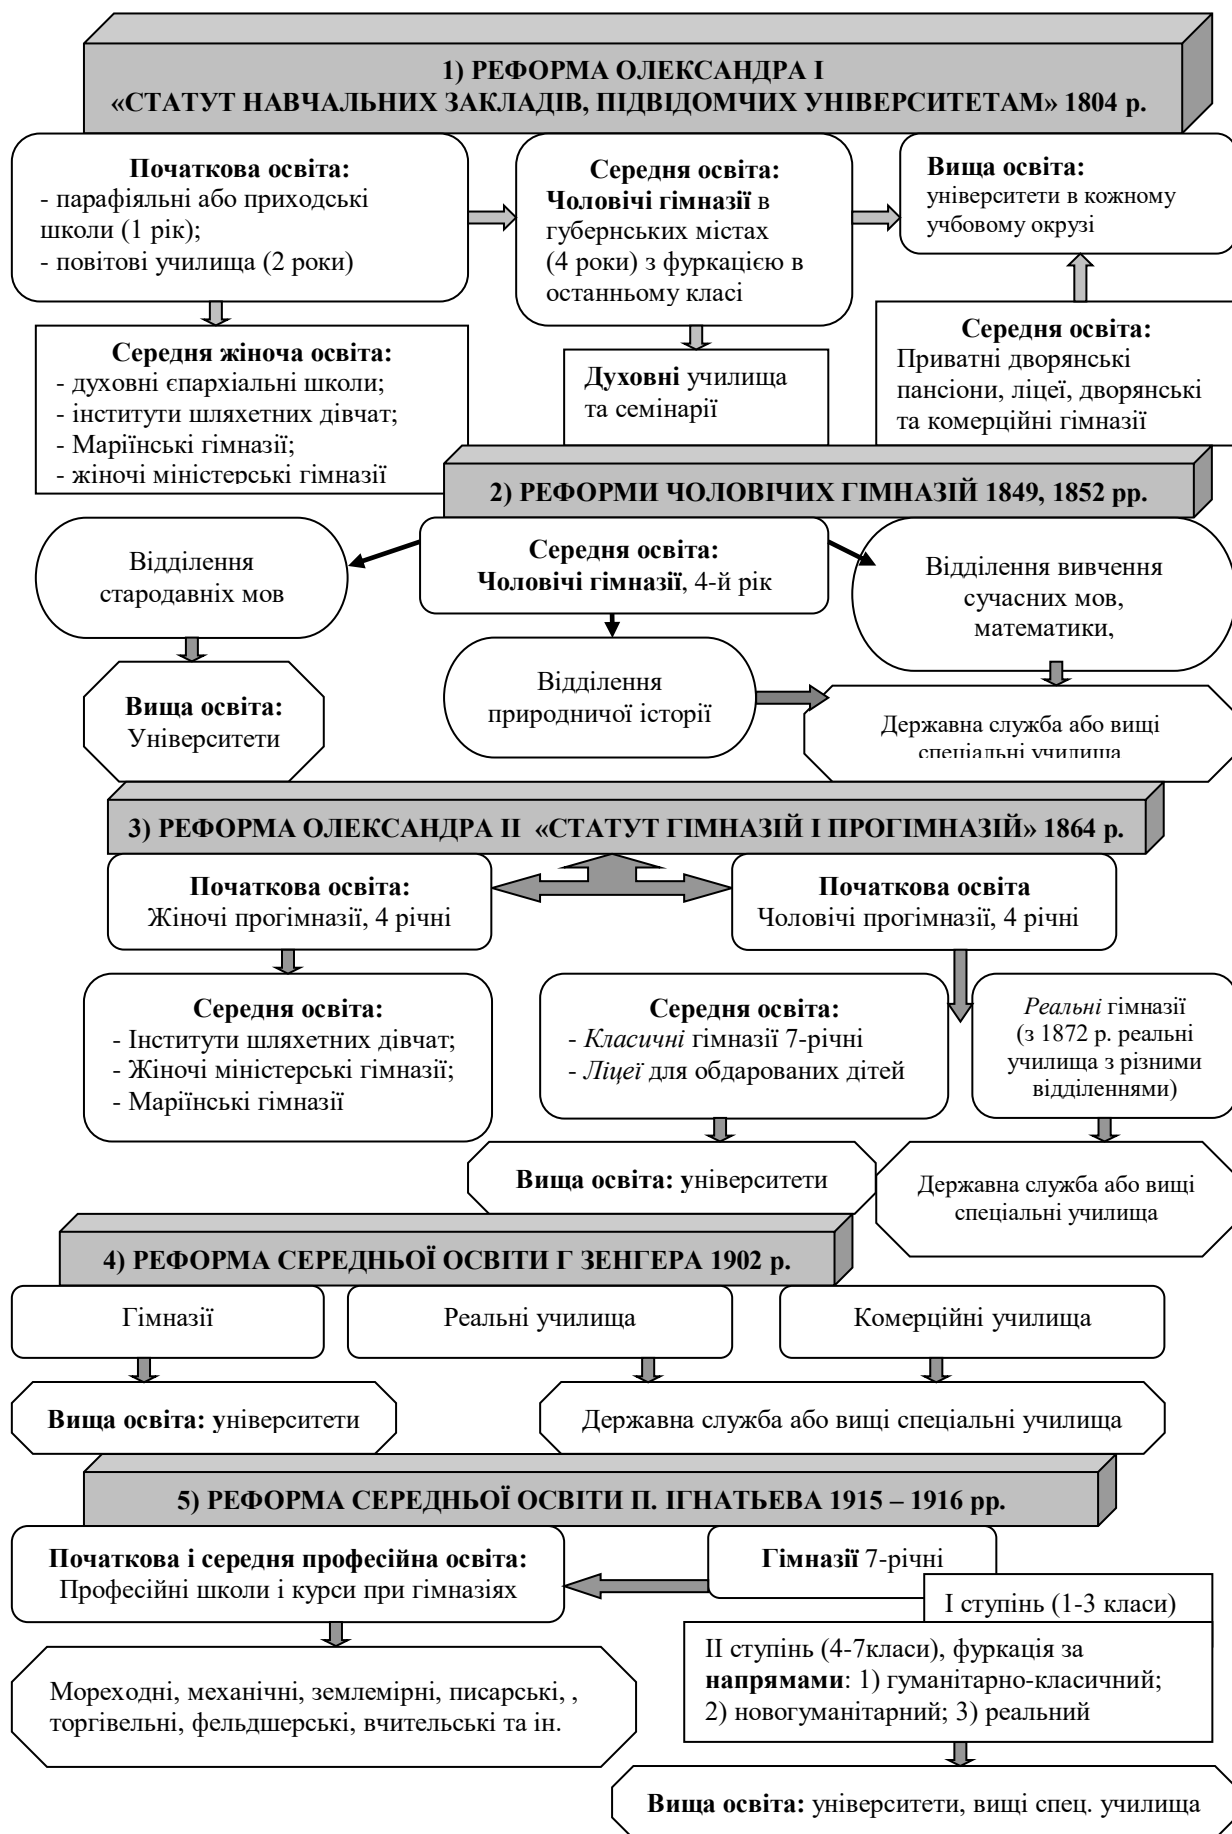 1) РЕФОРМА ОЛЕКСАНДРА І
«СТАТУТ НАВЧАЛЬНИХ ЗАКЛАДІВ, ПІДВІДОМЧИХ УНІВЕРСИТЕТАМ» 1804 р.
Початкова освіта:
- парафіяльні або приходські
школи (1 рік);
- повітові училища (2 роки)
Середня освіта:
Чоловічі гімназії в
губернських містах
(4 роки) з фуркацією в
останньому класі
Вища освіта:
університети в кожному
учбовому окрузі
Середня жіноча освіта:
- духовні єпархіальні школи;
- інститути шляхетних дівчат;
- Маріїнські гімназії;
- жіночі міністерські гімназії
Духовні училища
та семінарії
Середня освіта:
Приватні дворянські
пансіони, ліцеї, дворянські
та комерційні гімназії
2) РЕФОРМИ ЧОЛОВІЧИХ ГІМНАЗІЙ 1849, 1852 рр.
Відділення
стародавніх мов
Середня освіта:
Чоловічі гімназії, 4-й рік
Відділення вивчення
сучасних мов,
математики,
Вища освіта:
Університети
Відділення
природничої історії
Державна служба або вищі
спеціальні училища
3) РЕФОРМА ОЛЕКСАНДРА ІІ «СТАТУТ ГІМНАЗІЙ І ПРОГІМНАЗІЙ» 1864 р.
Початкова освіта:
Жіночі прогімназії, 4 річні
Початкова освіта
Чоловічі прогімназії, 4 річні
Середня освіта:
- Інститути шляхетних дівчат;
- Жіночі міністерські гімназії;
- Маріїнські гімназії
Середня освіта:
- Класичні гімназії 7-річні
- Ліцеї для обдарованих дітей
Реальні гімназії
(з 1872 р. реальні
училища з різними
відділеннями)
Вища освіта: університети
Державна служба або вищі
спеціальні училища
4) РЕФОРМА СЕРЕДНЬОЇ ОСВІТИ Г ЗЕНГЕРА 1902 р.
Гімназії
Реальні училища
Комерційні училища
Вища освіта: університети
Державна служба або вищі спеціальні училища
5) РЕФОРМА СЕРЕДНЬОЇ ОСВІТИ П. ІГНАТЬЕВА 1915 – 1916 рр.
Початкова і середня професійна освіта:
Професійні школи і курси при гімназіях
Гімназії 7-річні
І ступінь (1-3 класи)
ІІ ступінь (4-7класи), фуркація за
напрямами: 1) гуманітарно-класичний;
2) новогуманітарний; 3) реальний
Мореходні, механічні, землемірні, писарські, ,
торгівельні, фельдшерські, вчительські та ін.
Вища освіта: університети, вищі спец. училища